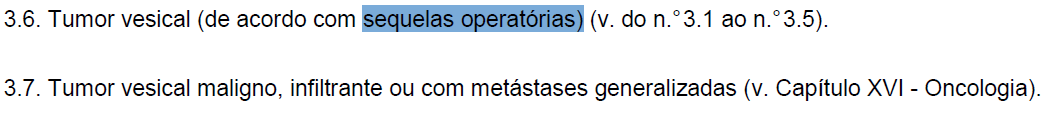 3.6. Tumor vesical (de acordo com sequelas operatórias) (v. do n.°3.1 ao n.°3.5).
3.7. Tumor vesical maligno, infiltrante ou com metástases generalizadas (v. Capítulo XVI - Oncologia).